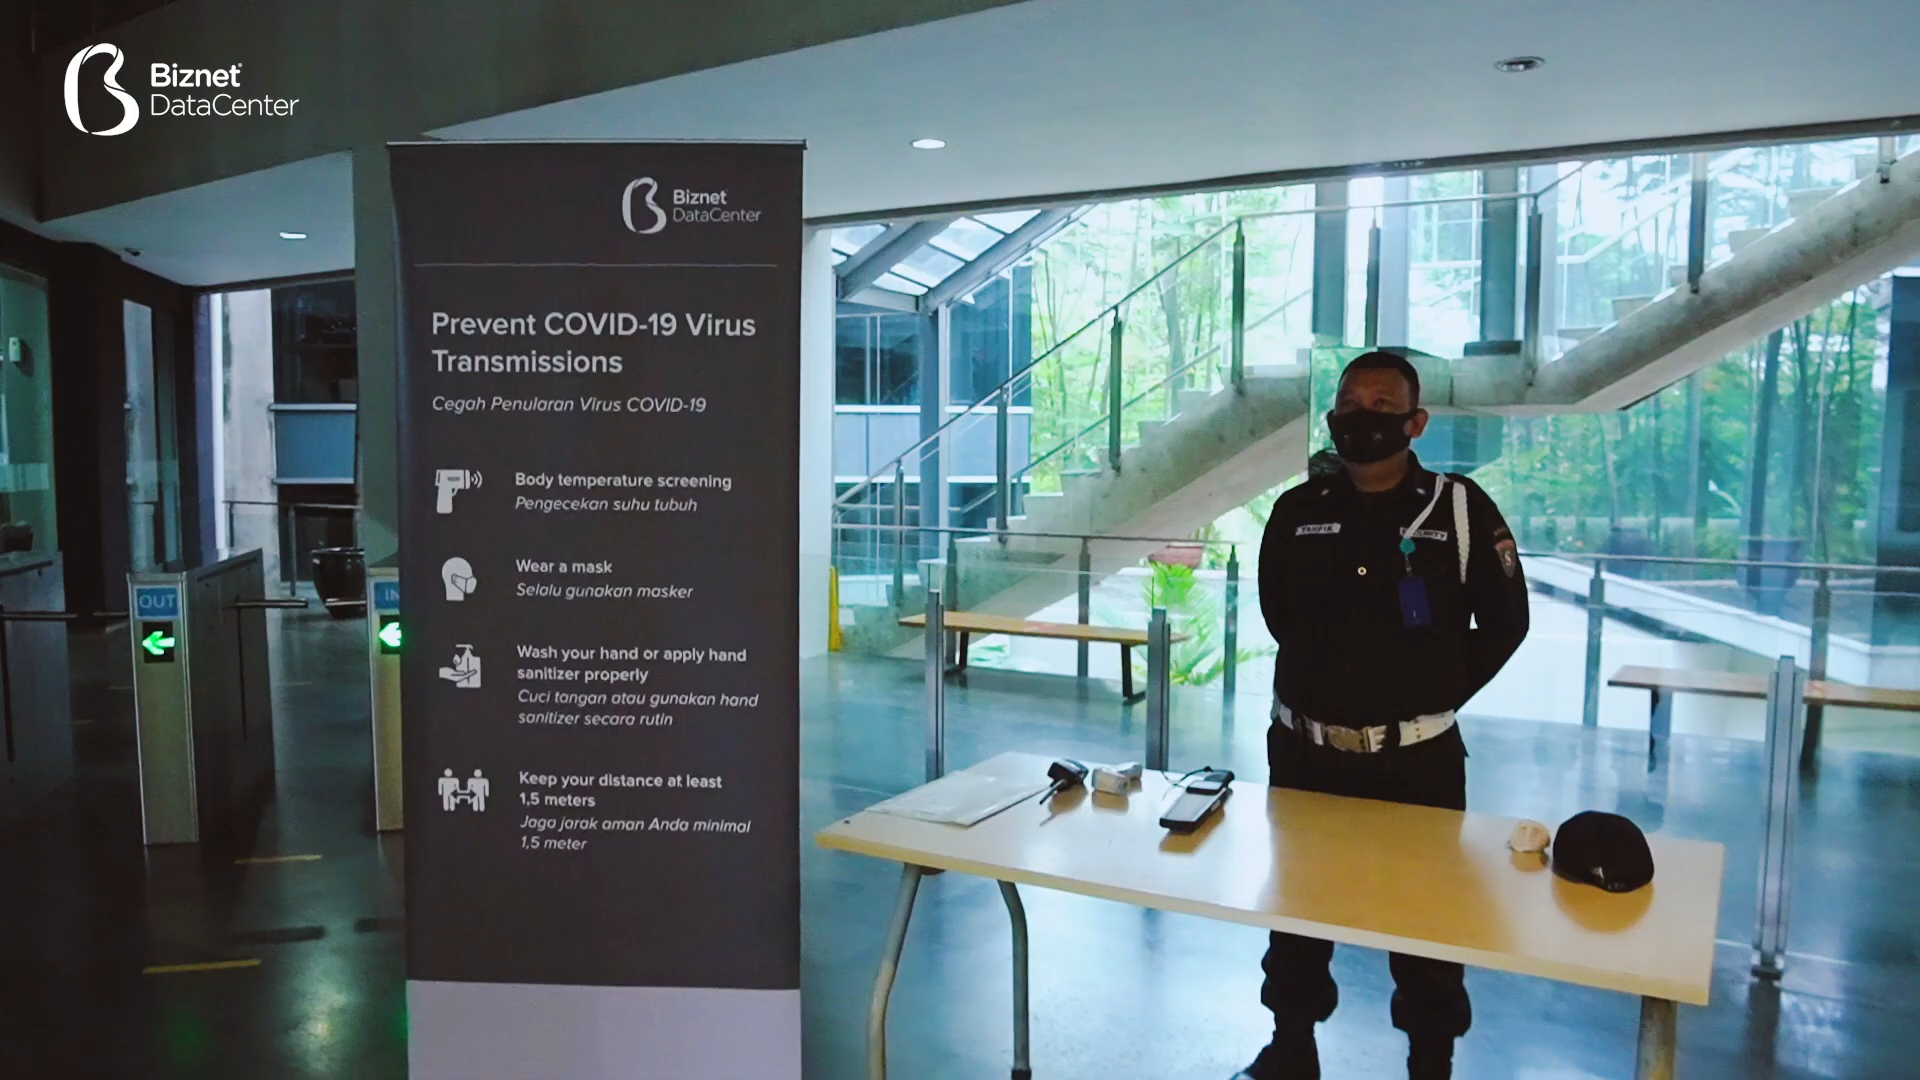 Biznet
DataCenter
Biznet
DataCenter
Prevent COVID-19 Virus
Transmissions
Cegah Penularan Virus COVID-19
Body temperature screening
Pengecekan suhu tubuh
Wear a mask
Selalu gunakan masker
Wash your hand or apply hand
sanitizer properly
Cuci tangan atau gunakan hand
sanitizer secara rutin
Keep your distance at least
1,5 meters
Jaga jarak aman Anda minimal
1,5 meter
OUT
IN
SECURITY